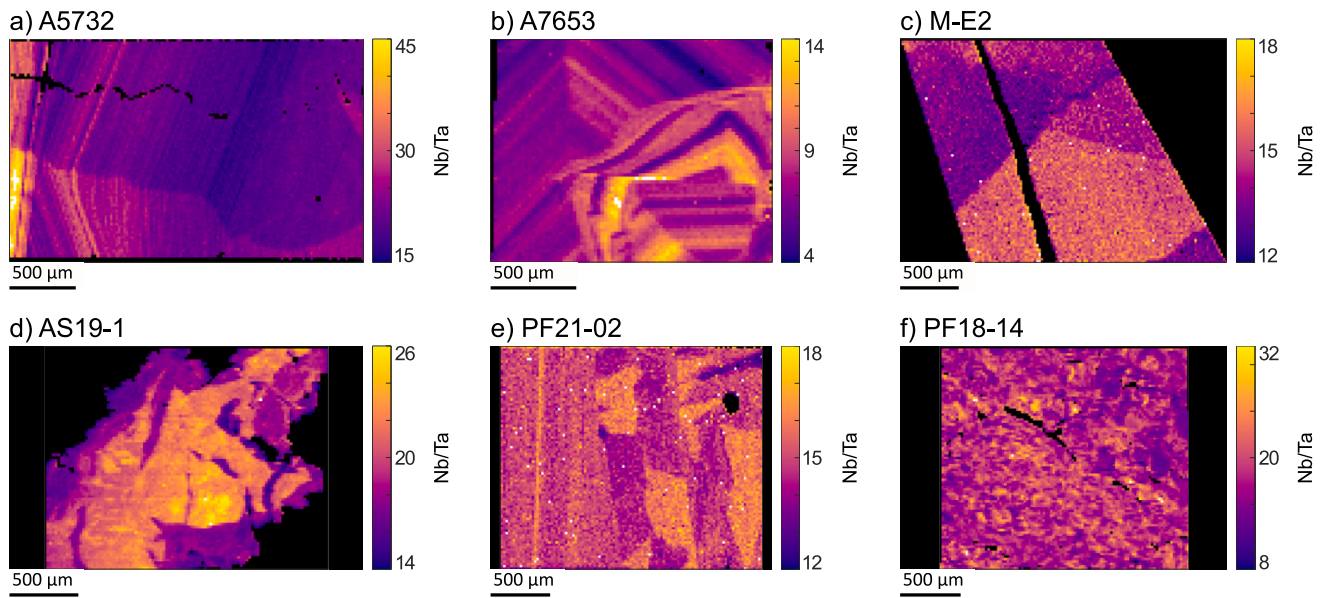 a) A5732
45
30
15
Nb/Ta
500 µm
b) A7653
14
9
4
Nb/Ta
500 µm
c) M-E2
18
15
12
Nb/Ta
500 µm
d) AS19-1
26
20
14
Nb/Ta
500 µm
e) PF21-02
18
15
12
Nb/Ta
500 µm
f) PF18-14
32
20
8
Nb/Ta
500 µm